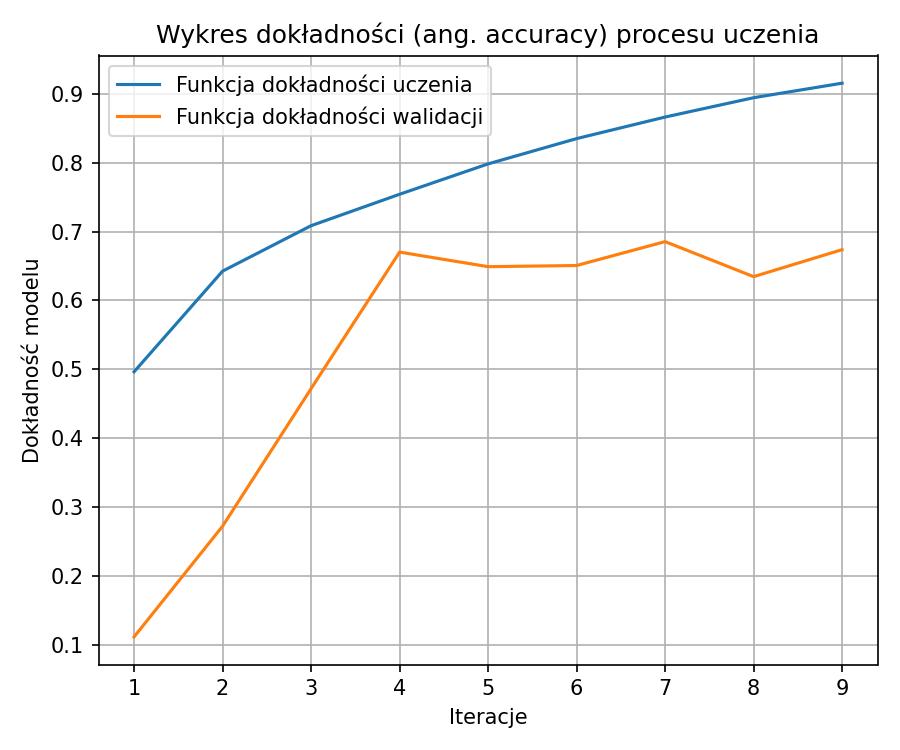 Wykres dokładności (ang. accuracy) procesu uczenia
Funkcja dokładności uczenia
Funkcja dokładności walidacji
Dokładność modelu
0.9
0.8
0.7
0.6
0.5
0.4
0.3
0.2
0.1
1 2 3 4 5 6 7 8 9
Iteracje